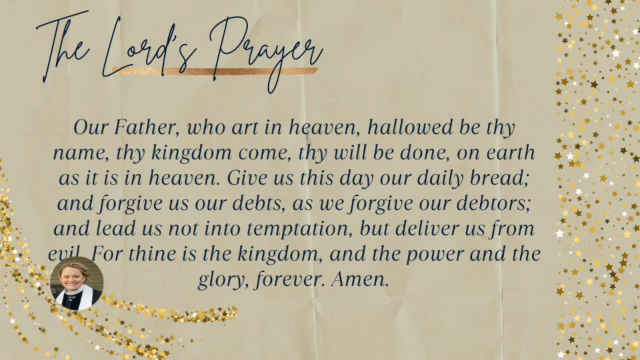 The Lord's Prayer
Our Father, who art in heaven, hallowed be thy
name, thy kingdom come, thy will be done, on earth
as it is in heaven. Give us this day our daily bread;
and forgive us our debts, as we forgive our debtors;
and lead us not into temptation, but deliver us from
evil. For thine is the kingdom, and the power and the
glory, forever. Amen.